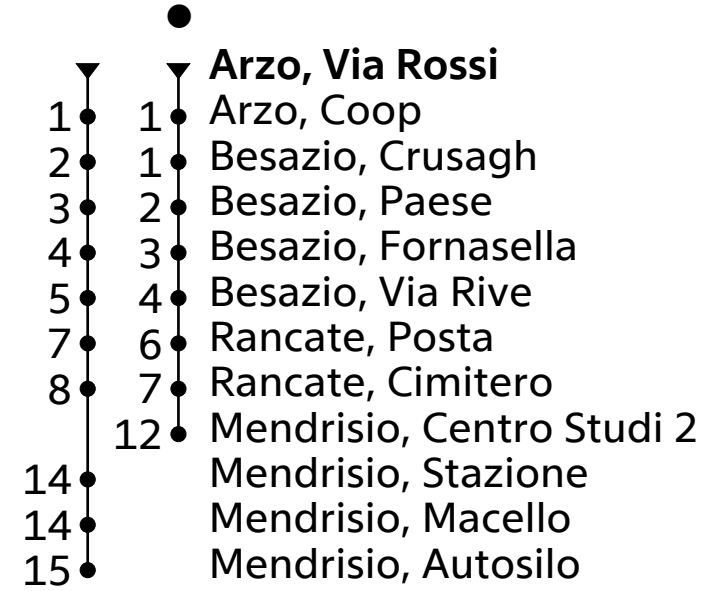 Arzo, Via Rossi
1 1 Arzo, Coop
2 1 Besazio, Crusagh
3 2 Besazio, Paese
4 3 Besazio, Fornasella
5 4 Besazio, Via Rive
7 6 Rancate, Posta
8 7 Rancate, Cimitero
12 Mendrisio, Centro Studi 2
14 Mendrisio, Stazione
14 Mendrisio, Macello
15 Mendrisio, Autosilo